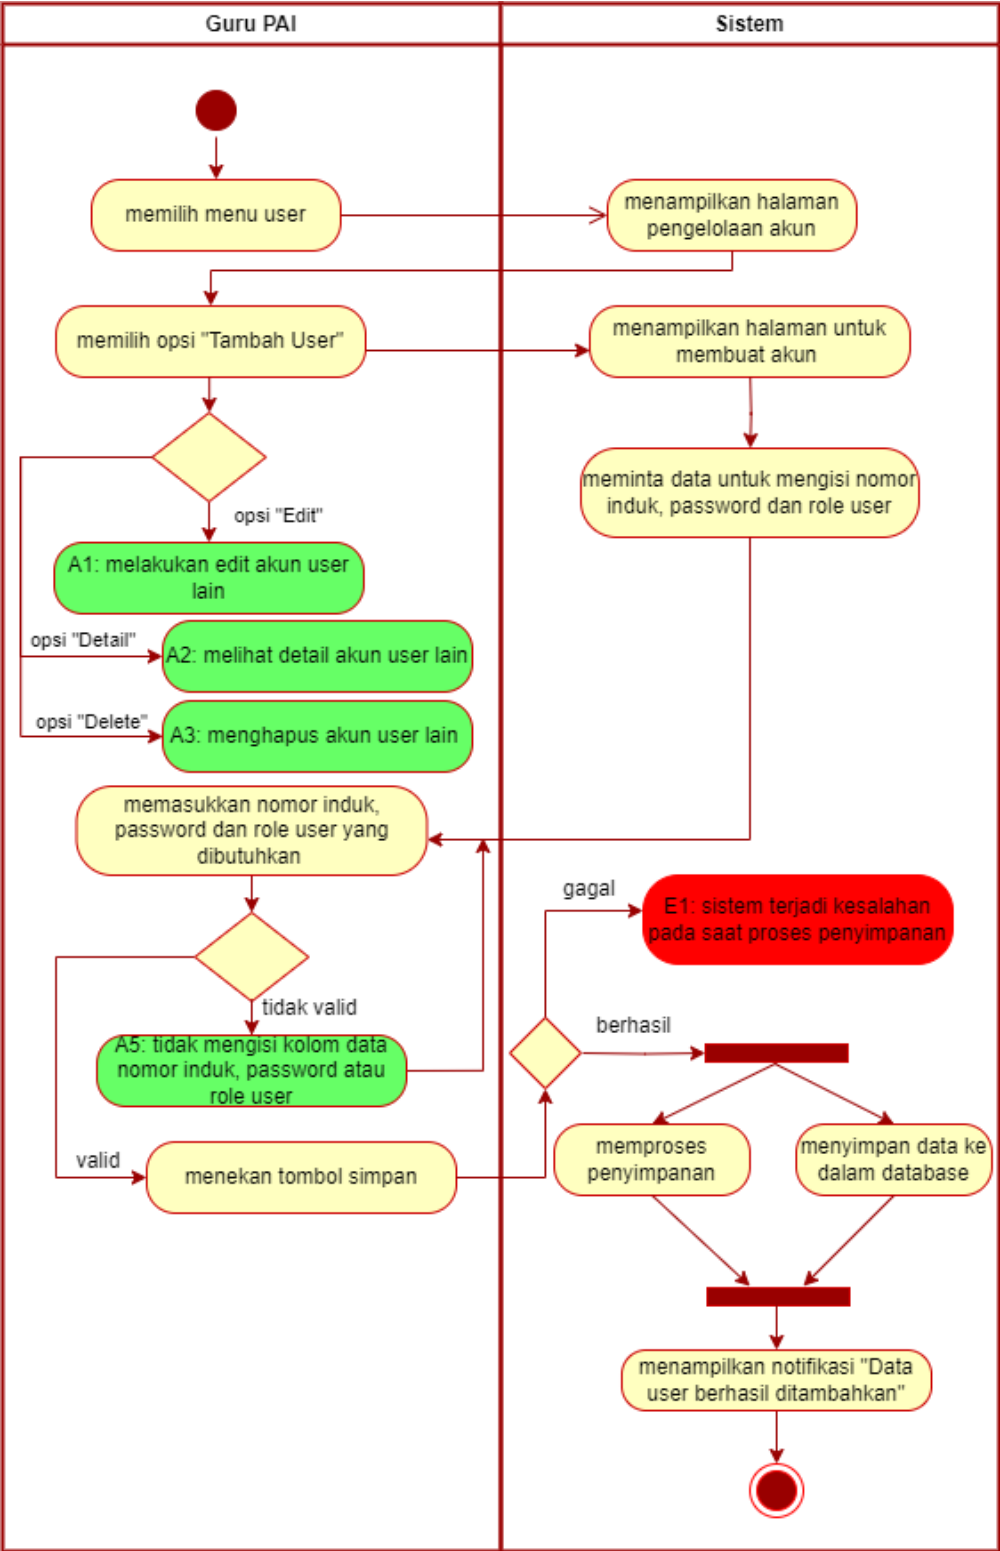 Guru PAI
Sistem
memilih menu user
menampilkan halaman
pengelolaan akun
memilih opsi "Tambah User"
menampilkan halaman untuk
membuat akun
meminta data untuk mengisi nomor
induk, password dan role user
opsi "Edit"
A1: melakukan edit akun user
lain
opsi "Detail"
A2: melihat detail akun user lain
opsi "Delete"
A3: menghapus akun user lain
memasukkan nomor induk,
password dan role user yang
dibutuhkan
gagal
E1: sistem terjadi kesalahan
pada saat proses penyimpanan
tidak valid
A5: tidak mengisi kolom data
nomor induk, password atau
role user
berhasil
valid
menekan tombol simpan
memproses
penyimpanan
menyimpan data ke
dalam database
menampilkan notifikasi "Data
user berhasil ditambahkan"